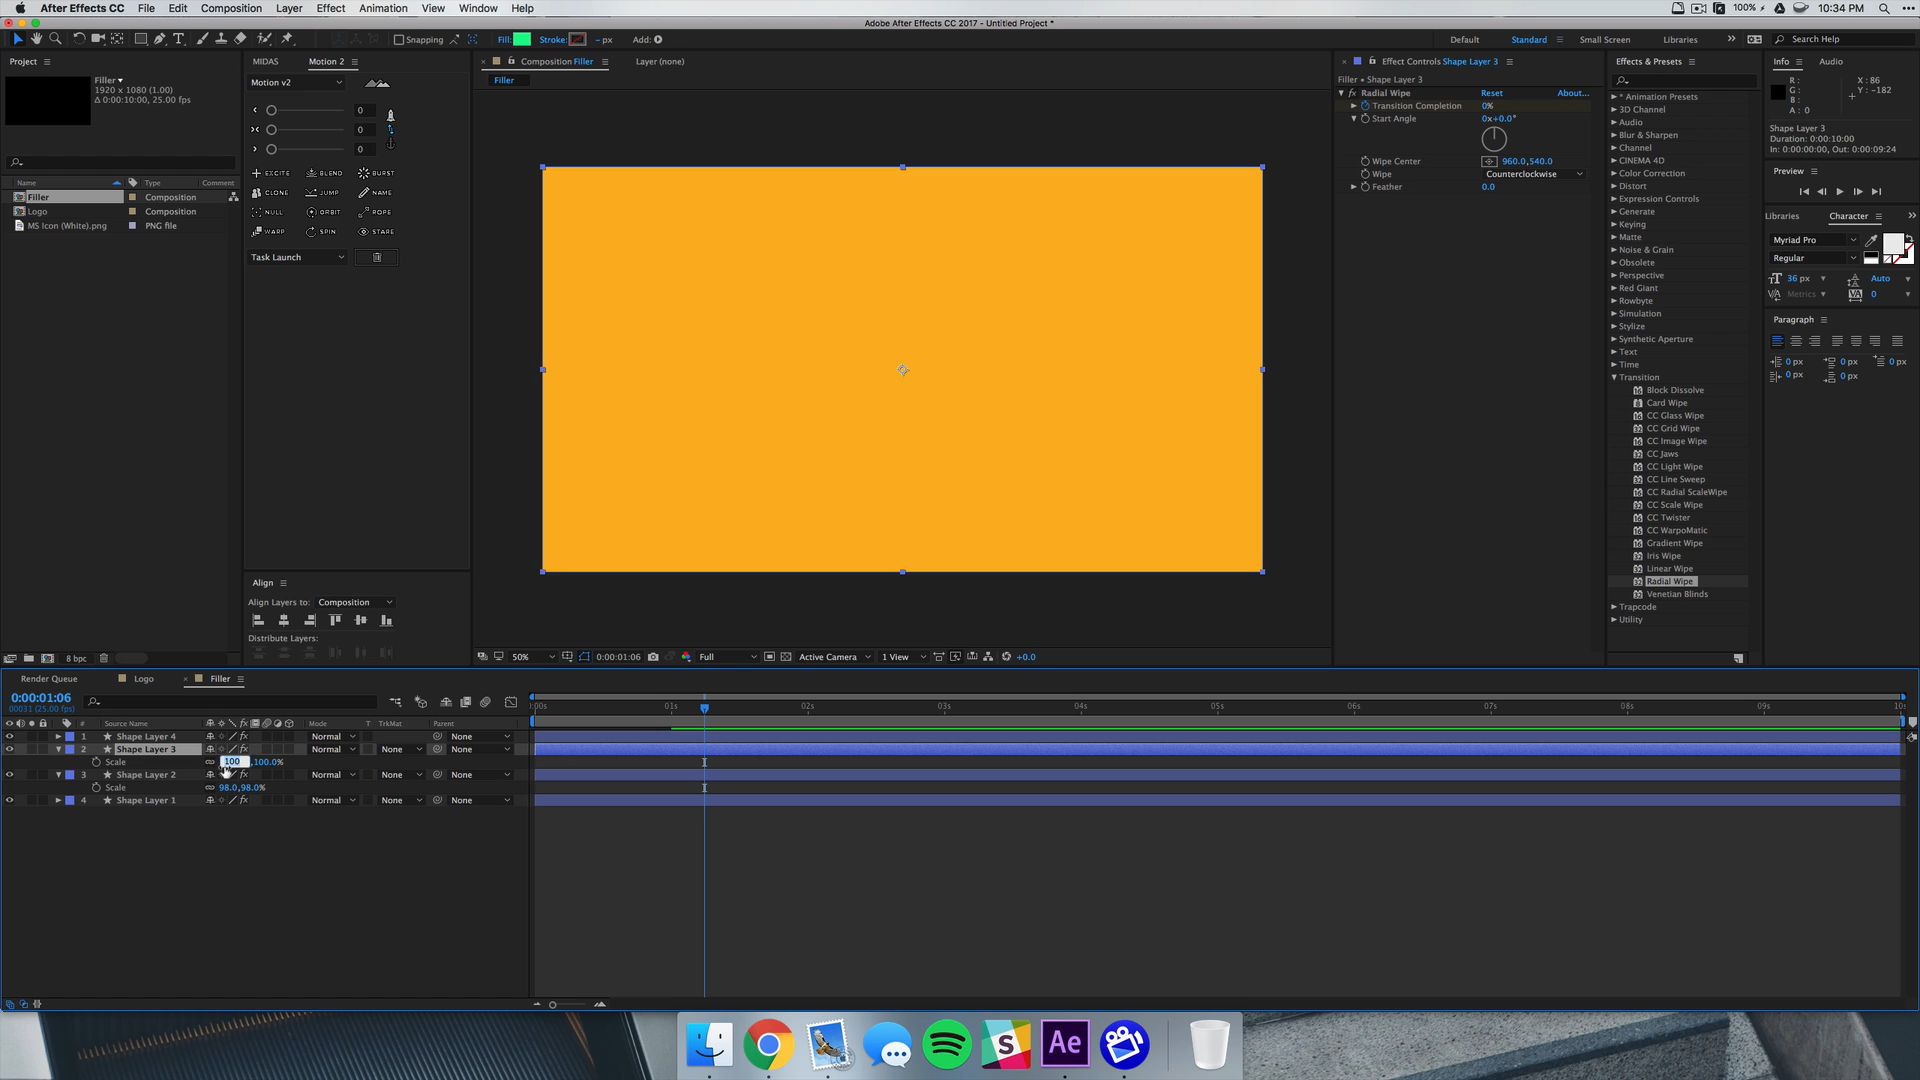 After Effects CC File Edit Composition Layer Effect Animation View Window Help 100% 10:34 PM
Adobe After Effects CC 2017 - Untitled Project *
Snapping Fill: Stroke: - px Add: Default Standard Small Screen Libraries Search Help
Project
Filler
1920 x 1080 (1.00)
Δ 0:00:10:00, 25.00 fps
Name Type Comment
Filler Composition
Logo Composition
MS Icon (White).png PNG file
8 bpc
MIDAS Motion 2
Motion v2
0
0
0
EXCITE BLEND BURST
CLONE JUMP NAME
NULL ORBIT ROPE
WARP SPIN STARE
Task Launch
Align
Align Layers to: Composition
Distribute Layers:
Composition Filler Layer (none)
Filler
50% 0:00:01:06 Full Active Camera 1 View +0.0
Effect Controls Shape Layer 3
Filler • Shape Layer 3
fx Radial Wipe Reset About...
Transition Completion 0%
Start Angle 0x+0.0°
Wipe Center 960.0,540.0
Wipe Counterclockwise
Feather 0.0
Effects & Presets
* Animation Presets
3D Channel
Audio
Blur & Sharpen
Channel
CINEMA 4D
Color Correction
Distort
Expression Controls
Generate
Keying
Matte
Noise & Grain
Obsolete
Perspective
Red Giant
Rowbyte
Simulation
Stylize
Synthetic Aperture
Text
Time
Transition
Block Dissolve
Card Wipe
CC Glass Wipe
CC Grid Wipe
CC Image Wipe
CC Jaws
CC Light Wipe
CC Line Sweep
CC Radial ScaleWipe
CC Scale Wipe
CC Twister
CC WarpoMatic
Gradient Wipe
Iris Wipe
Linear Wipe
Radial Wipe
Venetian Blinds
Trapcode
Utility
Info Audio
R : X : 86
G : Y : -182
B :
A : 0
Shape Layer 3
Duration: 0:00:10:00
In: 0:00:00:00, Out: 0:00:09:24
Preview
Libraries Character
Myriad Pro
Regular
36 px Auto
Metrics 0
Paragraph
0 px 0 px 0 px
0 px 0 px
Render Queue Logo Filler
0:00:01:06
00031 (25.00 fps)
# Source Name Mode T TrkMat Parent
:00s 01s 02s 03s 04s 05s 06s 07s 08s 09s 10s
1 Shape Layer 4 Normal None
2 Shape Layer 3 Normal None None
Scale 100 ,100.0%
3 Shape Layer 2 Normal None None
Scale 98.0,98.0%
4 Shape Layer 1 Normal None None
Ae